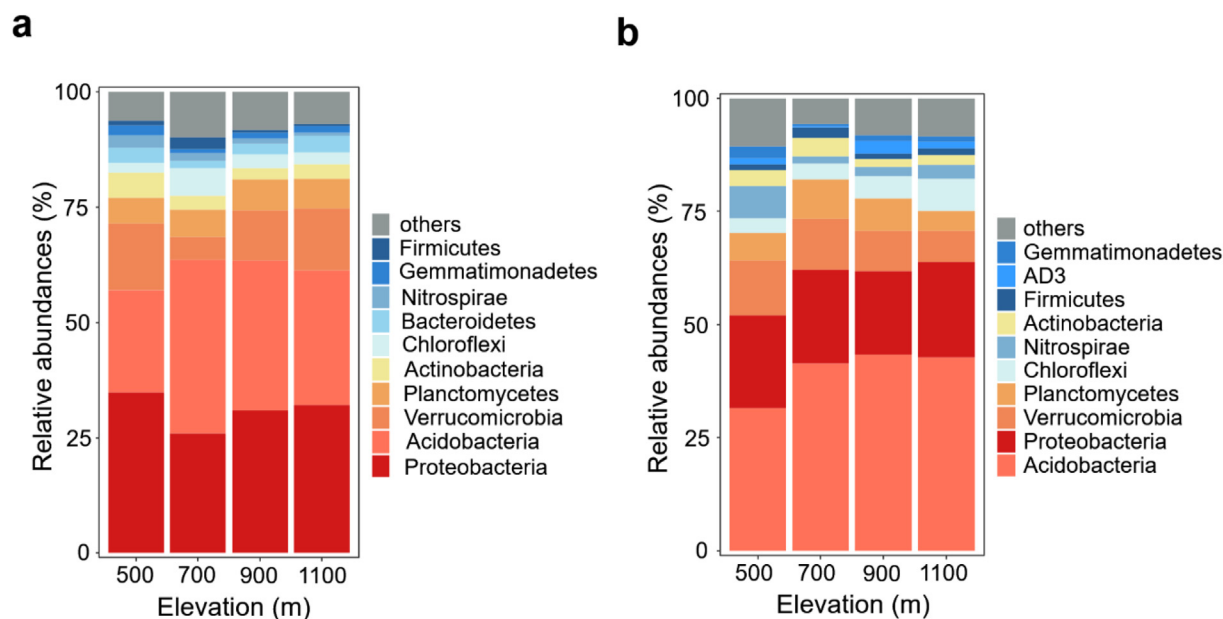 a
Relative abundances (%)
100
75
50
25
0
500 700 900 1100
Elevation (m)
others
Firmicutes
Gemmatimonadetes
Nitrospirae
Bacteroidetes
Chloroflexi
Actinobacteria
Planctomycetes
Verrucomicrobia
Acidobacteria
Proteobacteria
b
Relative abundances (%)
100
75
50
25
0
500 700 900 1100
Elevation (m)
others
Gemmatimonadetes
AD3
Firmicutes
Actinobacteria
Nitrospirae
Chloroflexi
Planctomycetes
Verrucomicrobia
Proteobacteria
Acidobacteria